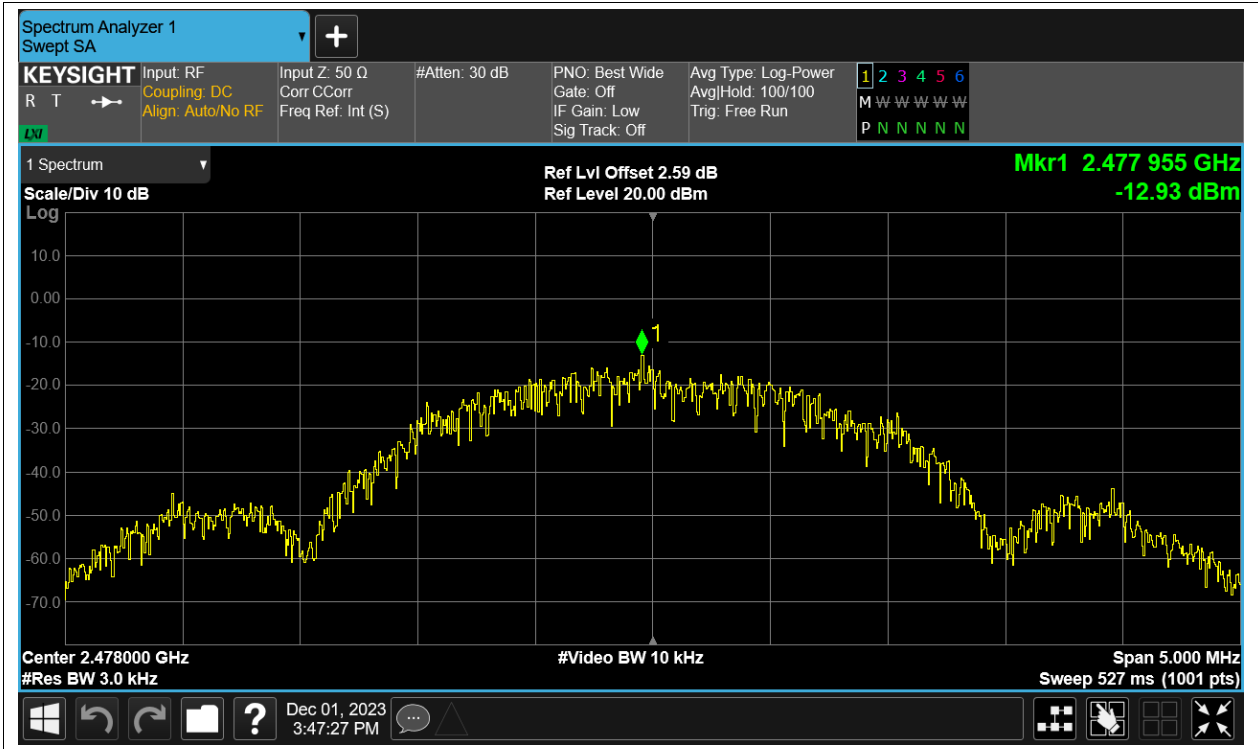 Spectrum Analyzer 1
Swept SA
KEYSIGHT
R T
LXI
Input: RF
Coupling: DC
Align: Auto/No RF
Input Z: 50 Ω
Corr CCorr
Freq Ref: Int (S)
#Atten: 30 dB
PNO: Best Wide
Gate: Off
IF Gain: Low
Sig Track: Off
Avg Type: Log-Power
Avg|Hold: 100/100
Trig: Free Run
1 2 3 4 5 6
M W W W W W
P N N N N N
1 Spectrum
Scale/Div 10 dB
Log
Ref Lvl Offset 2.59 dB
Ref Level 20.00 dBm
Mkr1 2.477 955 GHz
-12.93 dBm
10.0
0.00
-10.0
-20.0
-30.0
-40.0
-50.0
-60.0
-70.0
1
Center 2.478000 GHz
#Res BW 3.0 kHz
#Video BW 10 kHz
Span 5.000 MHz
Sweep 527 ms (1001 pts)
?
Dec 01, 2023
3:47:27 PM